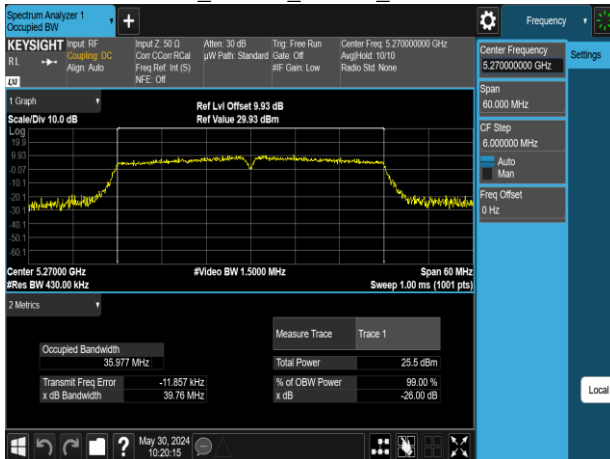 Spectrum Analyzer 1
Occupied BW
Frequency
KEYSIGHT
RL
LXI
Input: RF
Coupling: DC
Align: Auto
Input Z: 50 Ω
Corr CCorr RCal
Freq Ref: Int (S)
NFE: Off
Atten: 30 dB
µW Path: Standard
Trig: Free Run
Gate: Off
#IF Gain: Low
Center Freq: 5.270000000 GHz
Avg|Hold: 10/10
Radio Std: None
Center Frequency
5.270000000 GHz
Settings
Span
60.000 MHz
CF Step
6.000000 MHz
Auto
Man
Freq Offset
0 Hz
Local
1 Graph
Scale/Div 10.0 dB
Ref Lvl Offset 9.93 dB
Ref Value 29.93 dBm
Log
19.9
9.93
-0.07
-10.1
-20.1
-30.1
-40.1
-50.1
-60.1
Center 5.27000 GHz
#Video BW 1.5000 MHz
Span 60 MHz
#Res BW 430.00 kHz
Sweep 1.00 ms (1001 pts)
2 Metrics
Measure Trace
Trace 1
Occupied Bandwidth
35.977 MHz
Total Power
25.5 dBm
Transmit Freq Error
-11.857 kHz
% of OBW Power
99.00 %
x dB Bandwidth
39.76 MHz
x dB
-26.00 dB
?
May 30, 2024
10:20:15